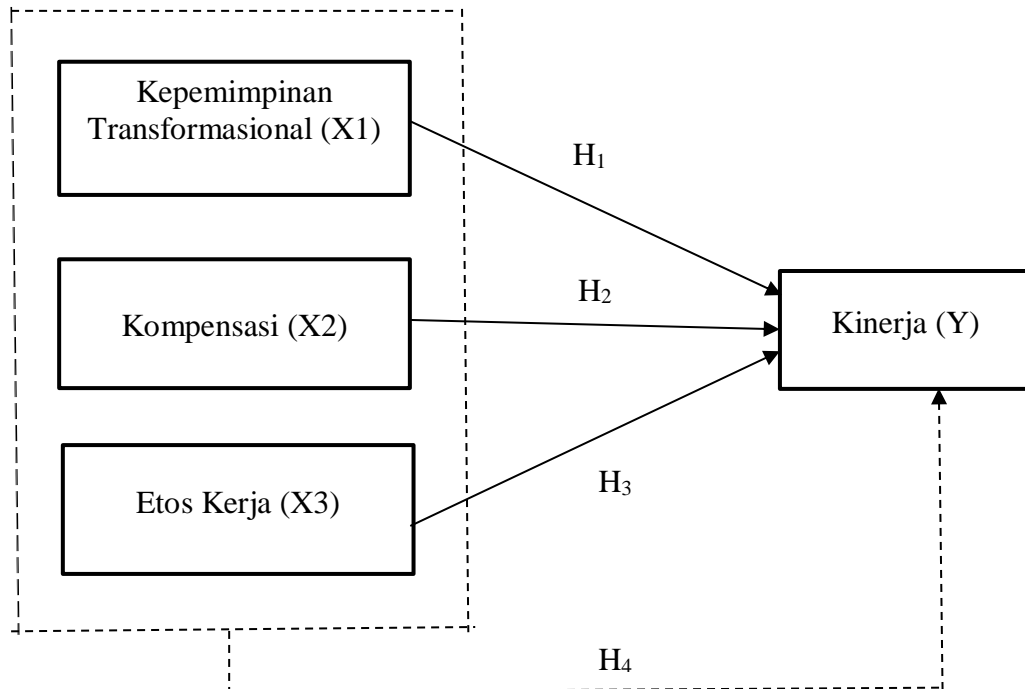 Kepemimpinan
Transformasional (X1)
H₁
Kompensasi (X2)
H₂
Kinerja (Y)
Etos Kerja (X3)
H₃
H₄